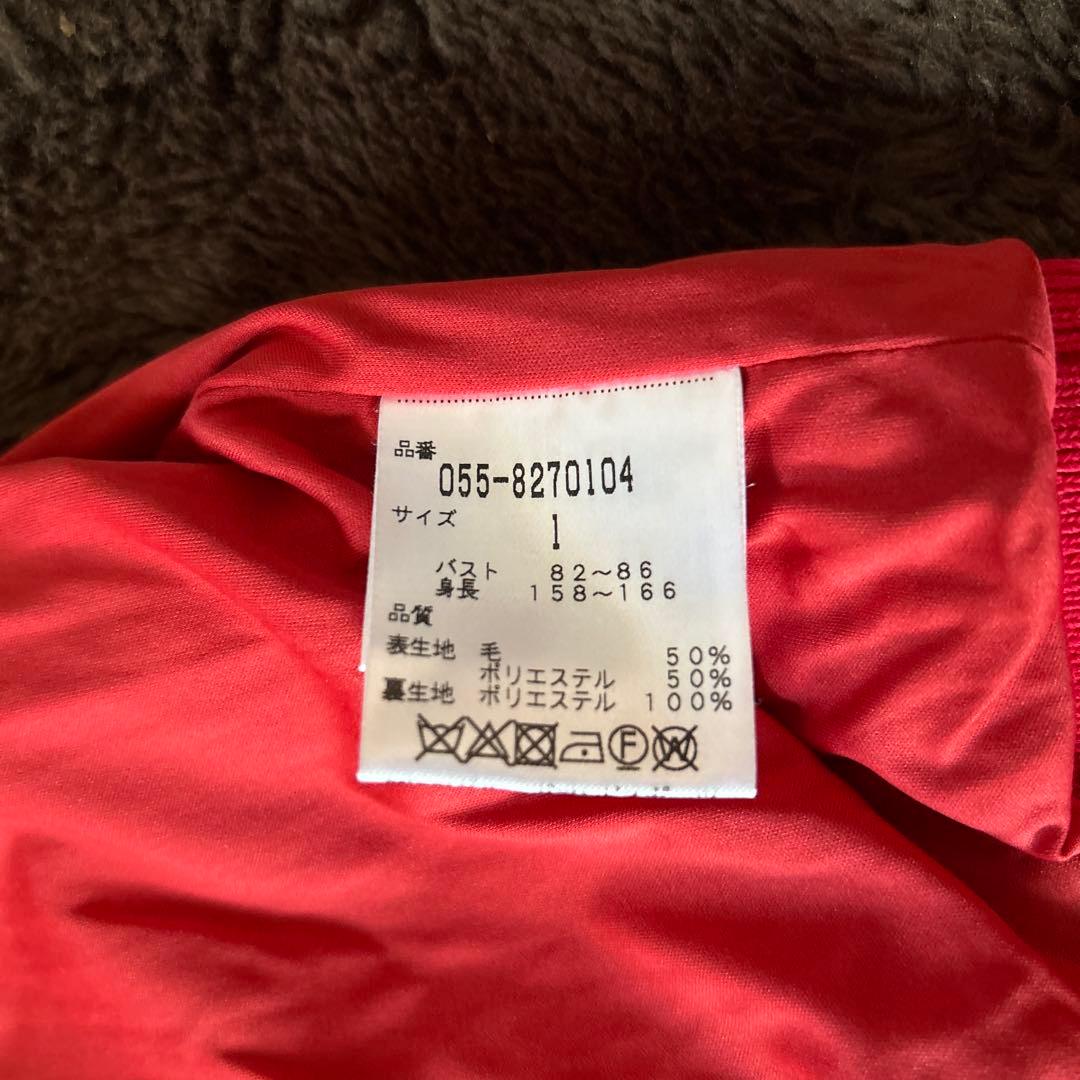 品番
055-8270104
サイズ 1
バスト 82～86
身長 158～166
品質
表生地 毛 50%
ポリエステル 50%
裏生地 ポリエステル 100%
F W